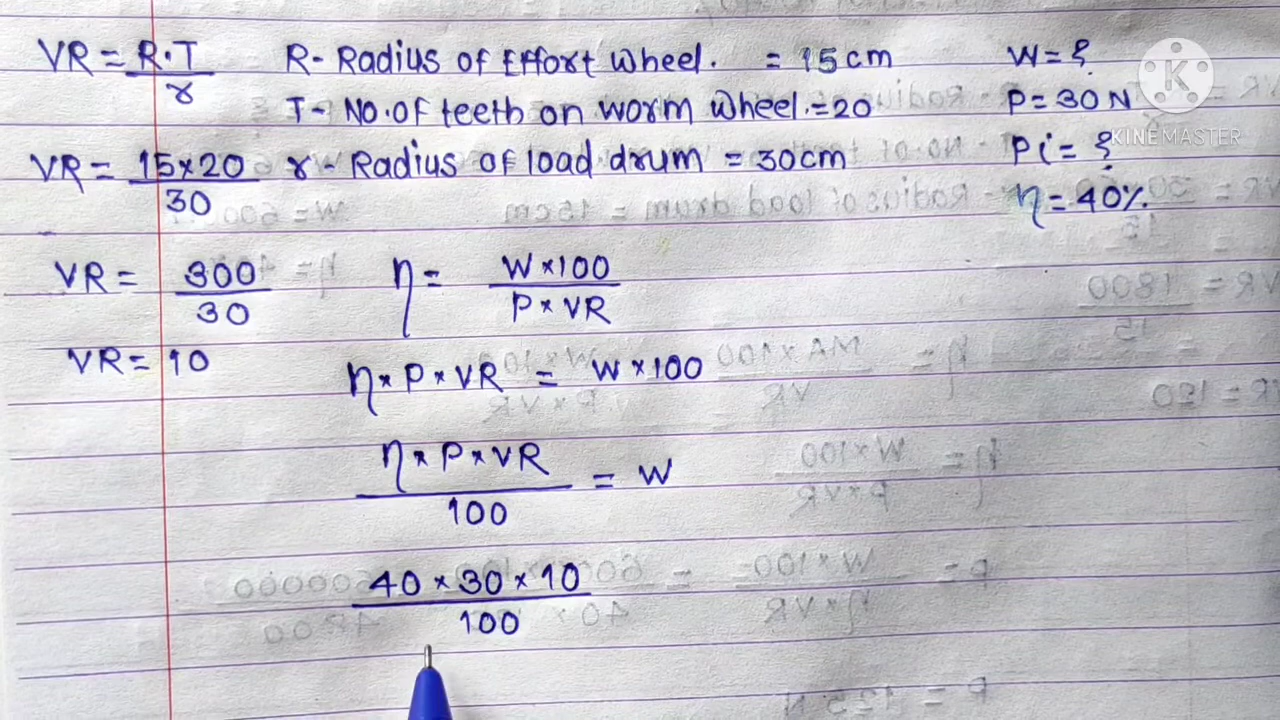 VR = R·T / r R - Radius of Effort wheel. = 15 cm W = ?
T - No. of teeth on worm wheel. = 20 P = 30 N
KINEMASTER
VR = 15×20 / 30 r - Radius of load drum = 30cm Pi = ?
η = 40%.
VR = 300 / 30 η = W×100 / P×VR
VR = 10 η×P×VR = W×100
η×P×VR / 100 = W
40×30×10 / 100